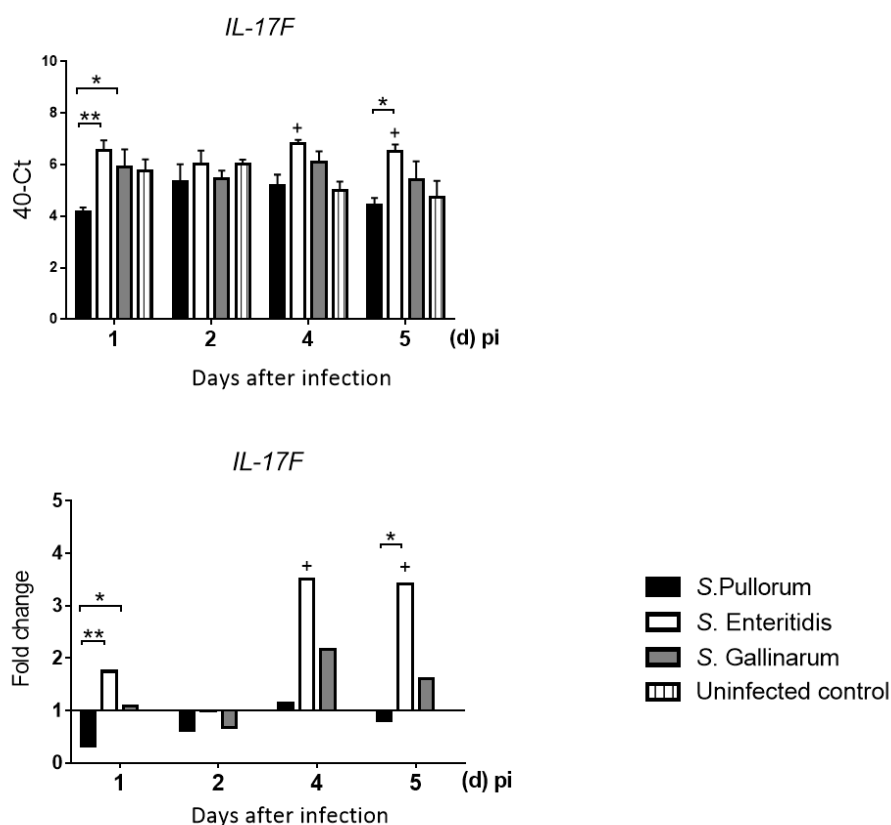 IL-17F
10
8
6
4
2
0
40-Ct
*
**
+
*
+
1 2 4 5 (d) pi
Days after infection
IL-17F
5
4
3
2
1
0
Fold change
*
**
+
*
+
1 2 4 5 (d) pi
Days after infection
S.Pullorum
S. Enteritidis
S. Gallinarum
Uninfected control